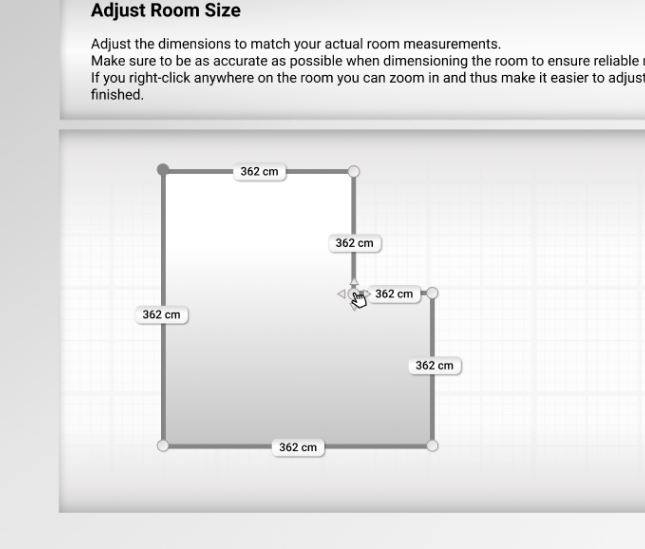 Adjust Room Size
Adjust the dimensions to match your actual room measurements.
Make sure to be as accurate as possible when dimensioning the room to ensure reliable
If you right-click anywhere on the room you can zoom in and thus make it easier to adjust
finished.
362 cm
362 cm
362 cm
362 cm
362 cm
362 cm